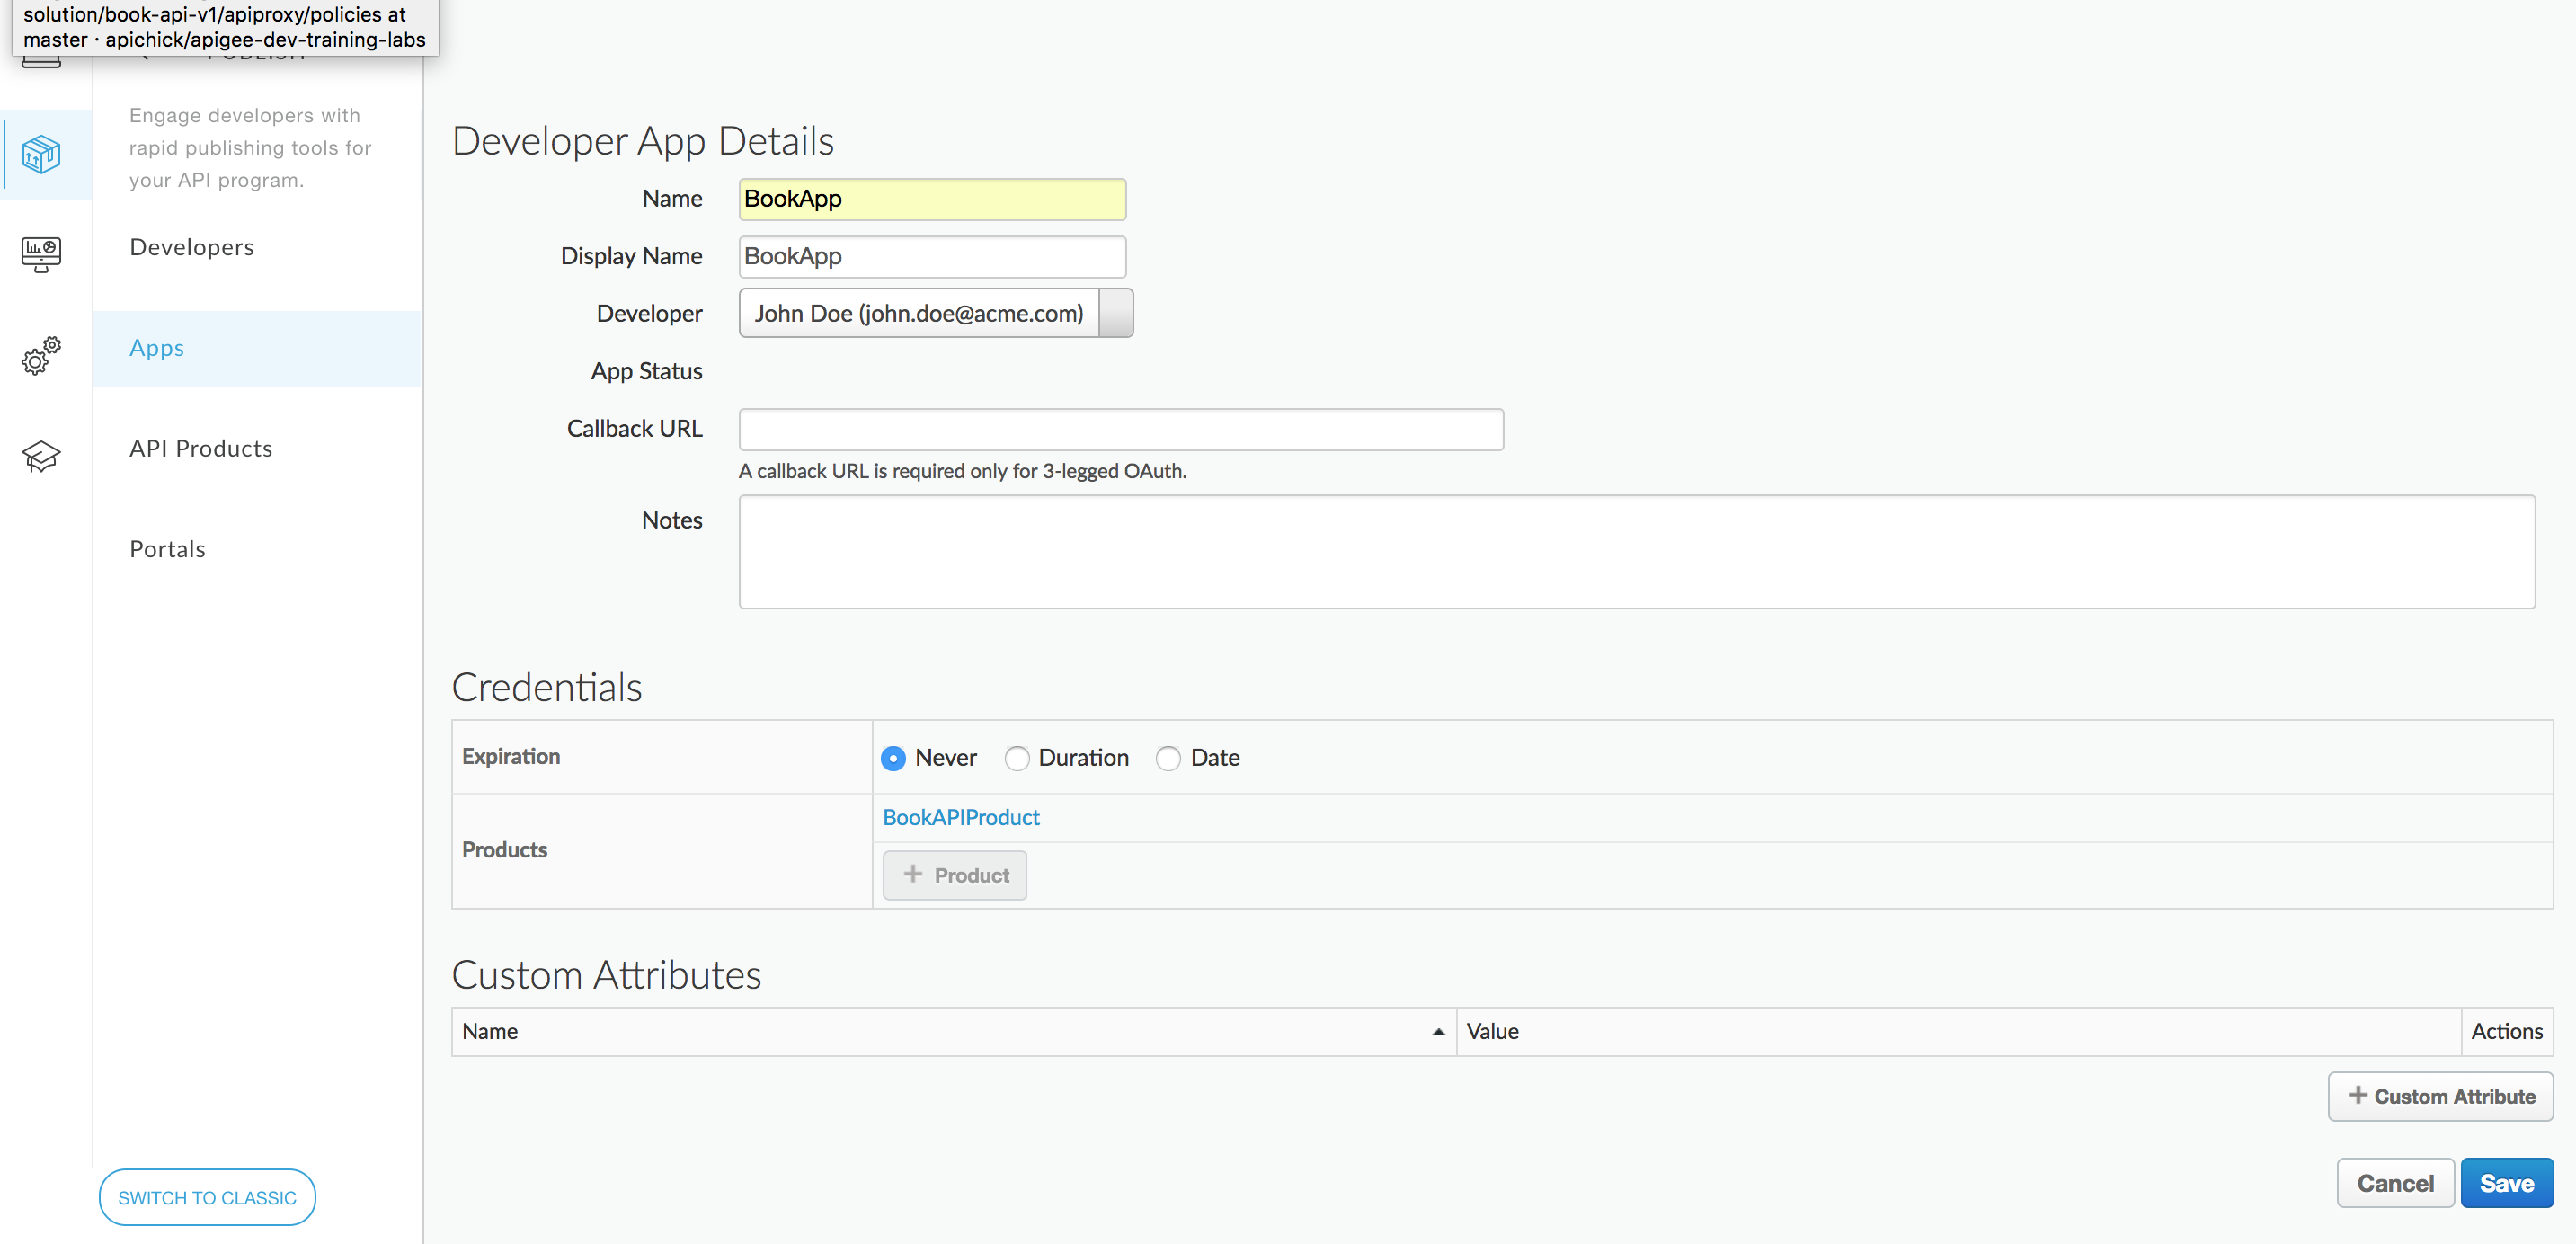 solution/book-api-v1/apiproxy/policies at
master · apichick/apigee-dev-training-labs
PUBLISH
Engage developers with
rapid publishing tools for
your API program.
Developers
Apps
API Products
Portals
SWITCH TO CLASSIC
Developer App Details
Name BookApp
Display Name BookApp
Developer John Doe (john.doe@acme.com)
App Status
Callback URL
A callback URL is required only for 3-legged OAuth.
Notes
Credentials
Expiration Never Duration Date
Products BookAPIProduct
+ Product
Custom Attributes
Name Value Actions
+ Custom Attribute
Cancel Save